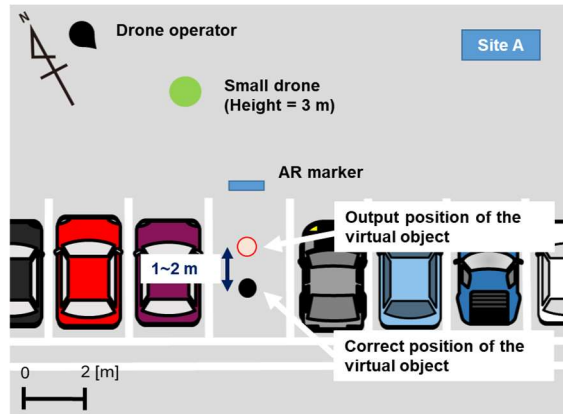 N
Drone operator
Site A
Small drone
(Height = 3 m)
AR marker
Output position of the
virtual object
1~2 m
Correct position of the
virtual object
0 2 [m]